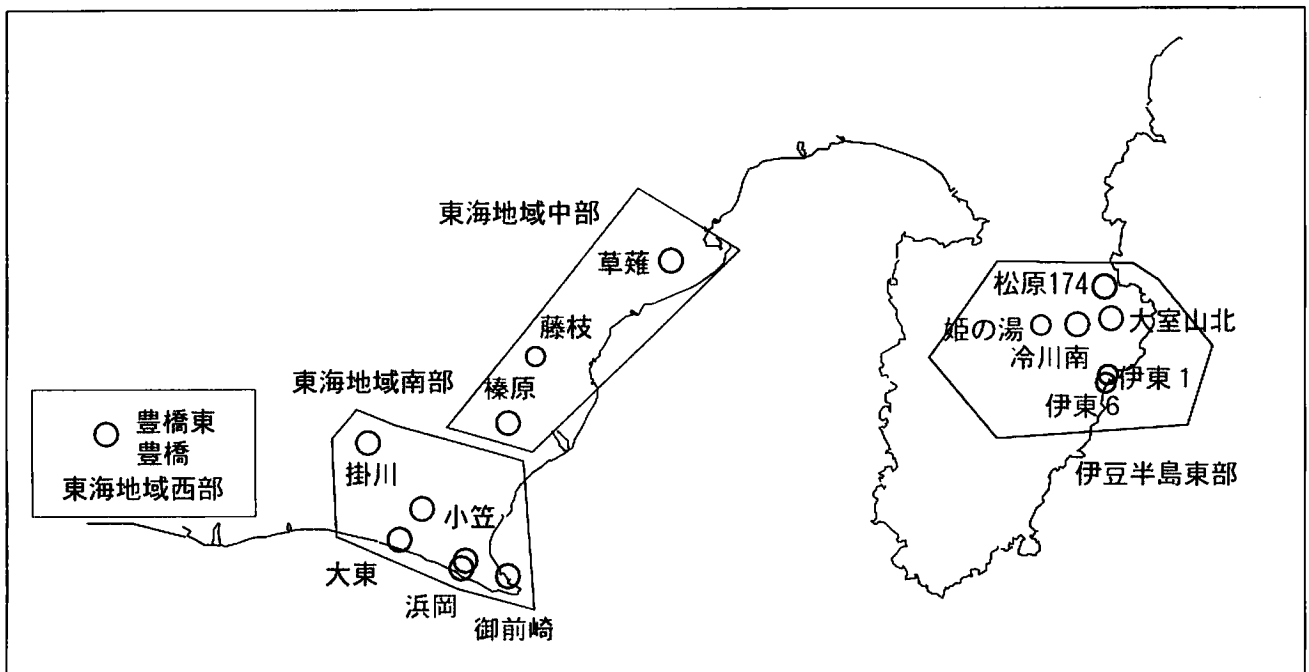 東海地域中部
草薙
藤枝
榛原
東海地域南部
掛川
小笠
大東
浜岡
御前崎
豊橋東
豊橋
東海地域西部
松原174
姫の湯
大室山北
冷川南
伊東1
伊東6
伊豆半島東部